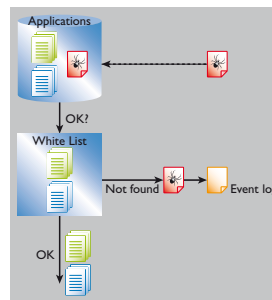 Applications
OK?
White List
Not found
Event lo
OK